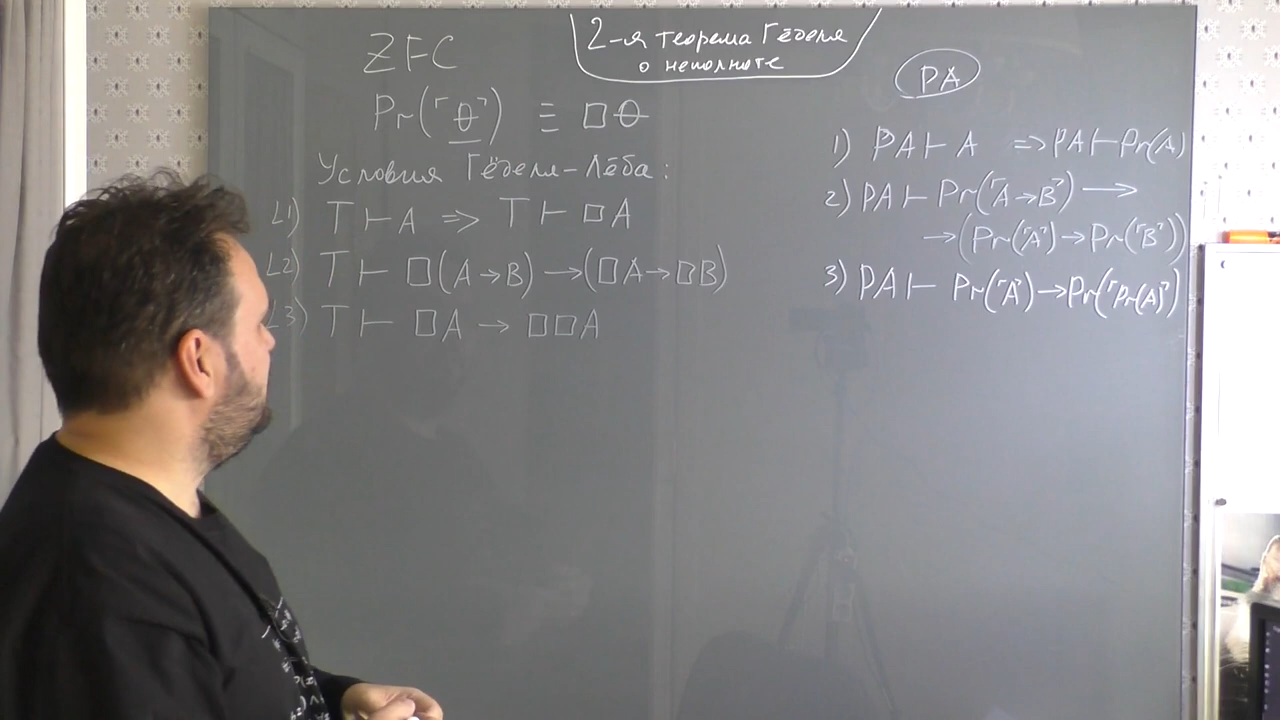 2-я теорема Гёделя
о неполноте
ZFC
Pr(⌜θ⌝) ≡ □θ
Условия Гёделя-Лёба:
L1) T ⊢ A ⇒ T ⊢ □A
L2) T ⊢ □(A→B)→(□A→□B)
L3) T ⊢ □A → □□A
PA
1) PA ⊢ A ⇒ PA ⊢ Pr(A)
2) PA ⊢ Pr(⌜A→B⌝) →
→(Pr(⌜A⌝)→Pr(⌜B⌝))
3) PA ⊢ Pr(⌜A⌝)→Pr(⌜Pr(A)⌝)